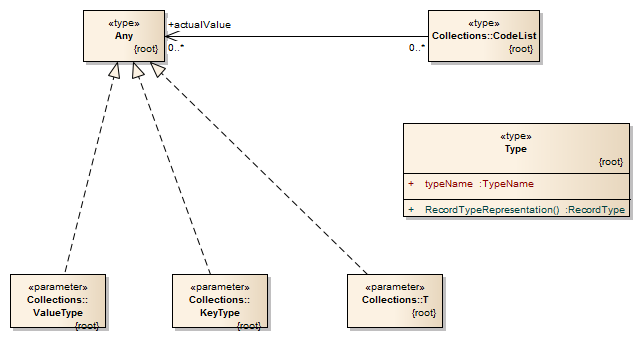 «type»
Any
{root}
+actualValue
0..*
0..*
«type»
Collections::CodeList
{root}
«type»
Type
{root}
+ typeName :TypeName
+ RecordTypeRepresentation() :RecordType
«parameter»
Collections::
ValueType
{root}
«parameter»
Collections::
KeyType
{root}
«parameter»
Collections::T
{root}